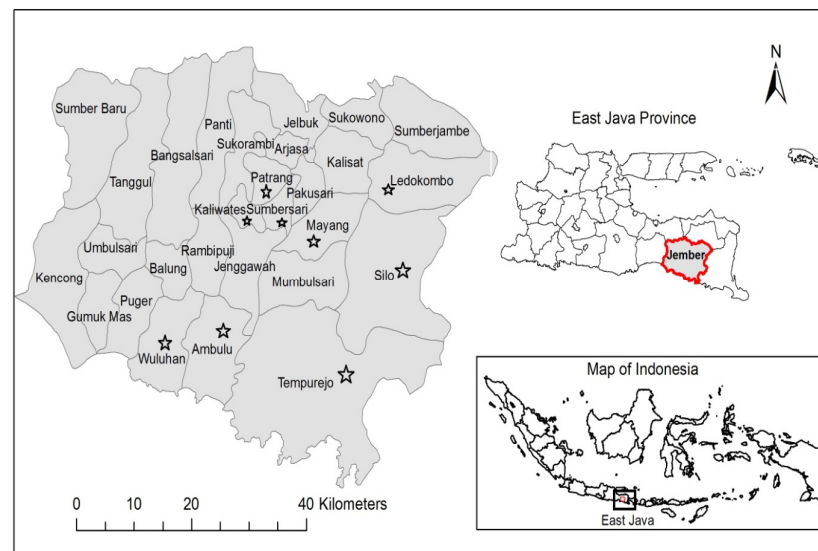 N
East Java Province
Jember
Map of Indonesia
East Java
Sumber Baru
Tanggul
Bangsalsari
Panti
Sukorambi
Jelbuk
Arjasa
Sukowono
Sumberjambe
Kalisat
Patrang
Pakusari
Ledokombo
Kaliwates
Sumbersari
Mayang
Umbulsari
Rambipuji
Kencong
Balung
Jenggawah
Mumbulsari
Silo
Puger
Gumuk Mas
Wuluhan
Ambulu
Tempurejo
0 10 20 40 Kilometers